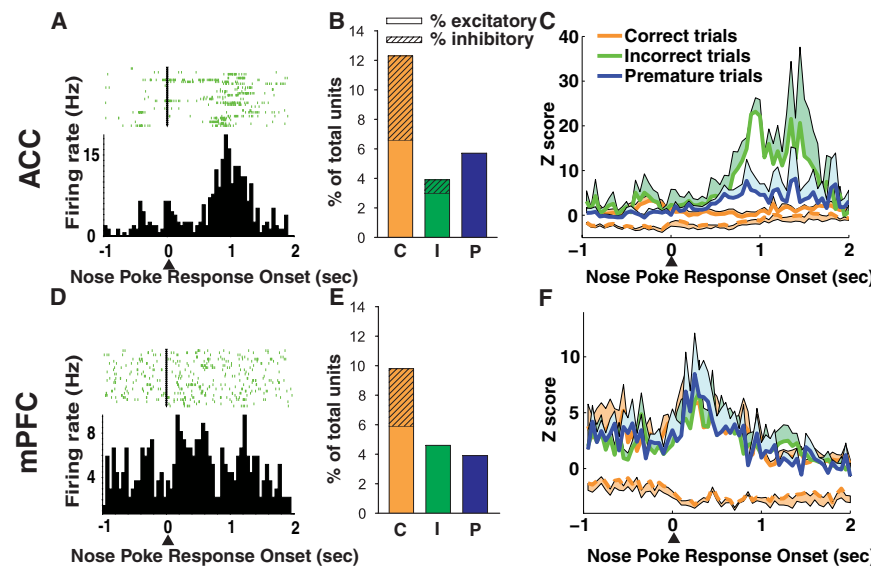 A
B
C
% excitatory
% inhibitory
ACC
Firing rate (Hz)
15
0
-1 0 1 2
Nose Poke Response Onset (sec)
% of total units
14
12
10
8
6
4
2
0
C I P
Correct trials
Incorrect trials
Premature trials
Z score
40
30
20
10
0
-1 0 1 2
Nose Poke Response Onset (sec)
D
E
F
mPFC
Firing rate (Hz)
8
4
-1 0 1 2
Nose Poke Response Onset (sec)
% of total units
14
12
10
8
6
4
2
0
C I P
Z score
10
5
0
-1 0 1 2
Nose Poke Response Onset (sec)